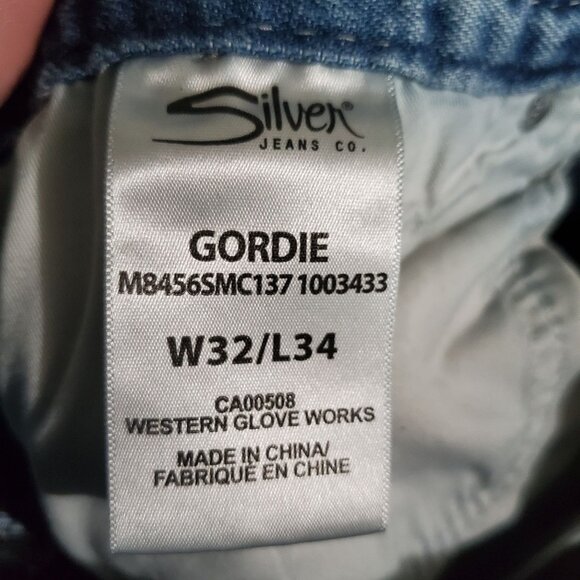 Silver®
JEANS CO.
GORDIE
M8456SMC137 1003433
W32/L34
CA00508
WESTERN GLOVE WORKS
MADE IN CHINA/
FABRIQUÉ EN CHINE